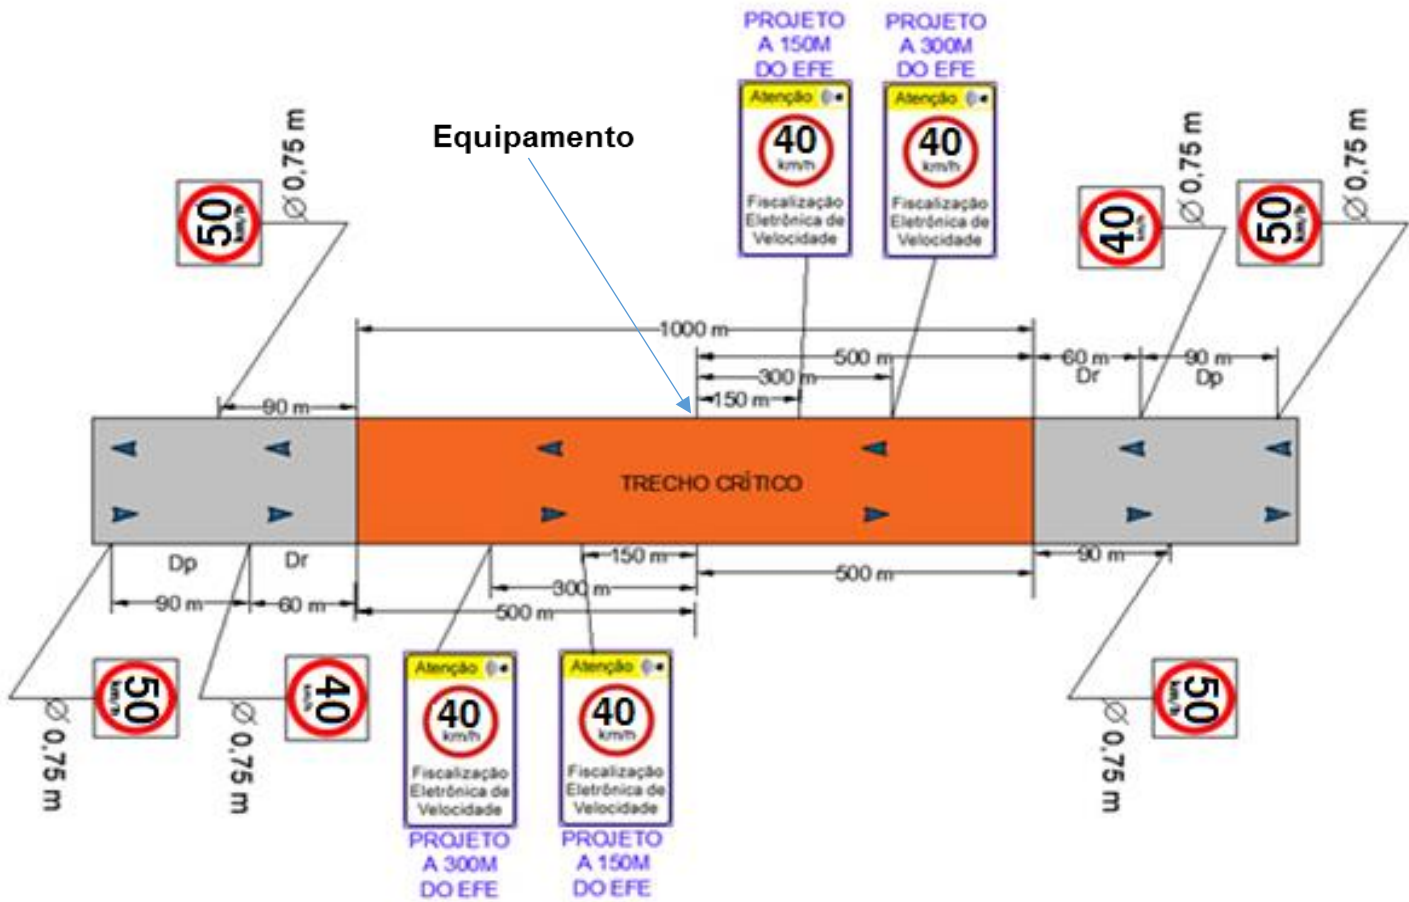 PROJETO
A 150M
DO EFE
PROJETO
A 300M
DO EFE
Atenção
40
km/h
Fiscalização
Eletrônica de
Velocidade
Atenção
40
km/h
Fiscalização
Eletrônica de
Velocidade
Equipamento
50
km/h
Ø 0,75 m
40
km/h
Ø 0,75 m
50
km/h
Ø 0,75 m
1000 m
500 m
60 m
90 m
300 m
Dr
Dp
150 m
90 m
TRECHO CRÍTICO
Dp
Dr
150 m
90 m
300 m
500 m
90 m
60 m
500 m
50
km/h
Ø 0,75 m
40
km/h
Ø 0,75 m
Atenção
40
km/h
Fiscalização
Eletrônica de
Velocidade
PROJETO
A 300M
DO EFE
Atenção
40
km/h
Fiscalização
Eletrônica de
Velocidade
PROJETO
A 150M
DO EFE
50
km/h
Ø 0,75 m